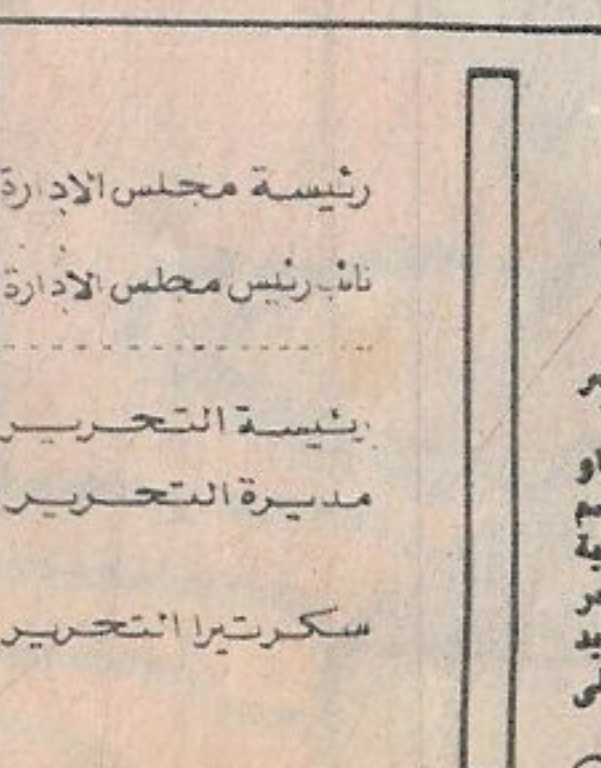 رئيسة مجلس الادارة
نائب رئيس مجلس الادارة
رئيسة التحرير
مديرة التحرير
سكرتيرا التحرير